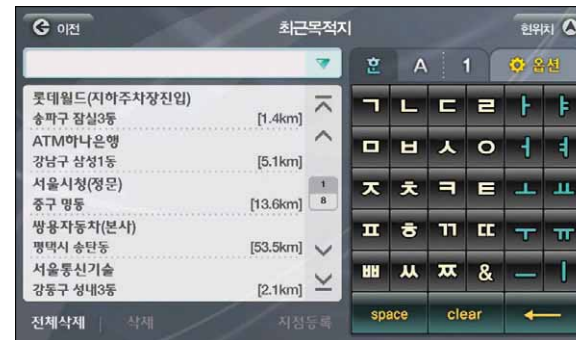 이전
최근목적지
현위치
한 A 1 옵션
롯데월드(지하주차장진입)
송파구 잠실3동 [1.4km]
ATM하나은행
강남구 삼성1동 [5.1km]
서울시청(정문)
중구 명동 [13.6km]
쌍용자동차(본사)
평택시 송탄동 [53.5km]
서울통신기술
강동구 성내3동 [2.1km]
1
8
ㄱ ㄴ ㄷ ㄹ ㅏ ㅑ
ㅁ ㅂ ㅅ ㅇ ㅓ ㅕ
ㅈ ㅊ ㅋ ㅌ ㅗ ㅛ
ㅍ ㅎ ㄲ ㄸ ㅜ ㅠ
ㅃ ㅆ ㅉ & ㅡ ㅣ
전체삭제 삭제 지점등록
space clear